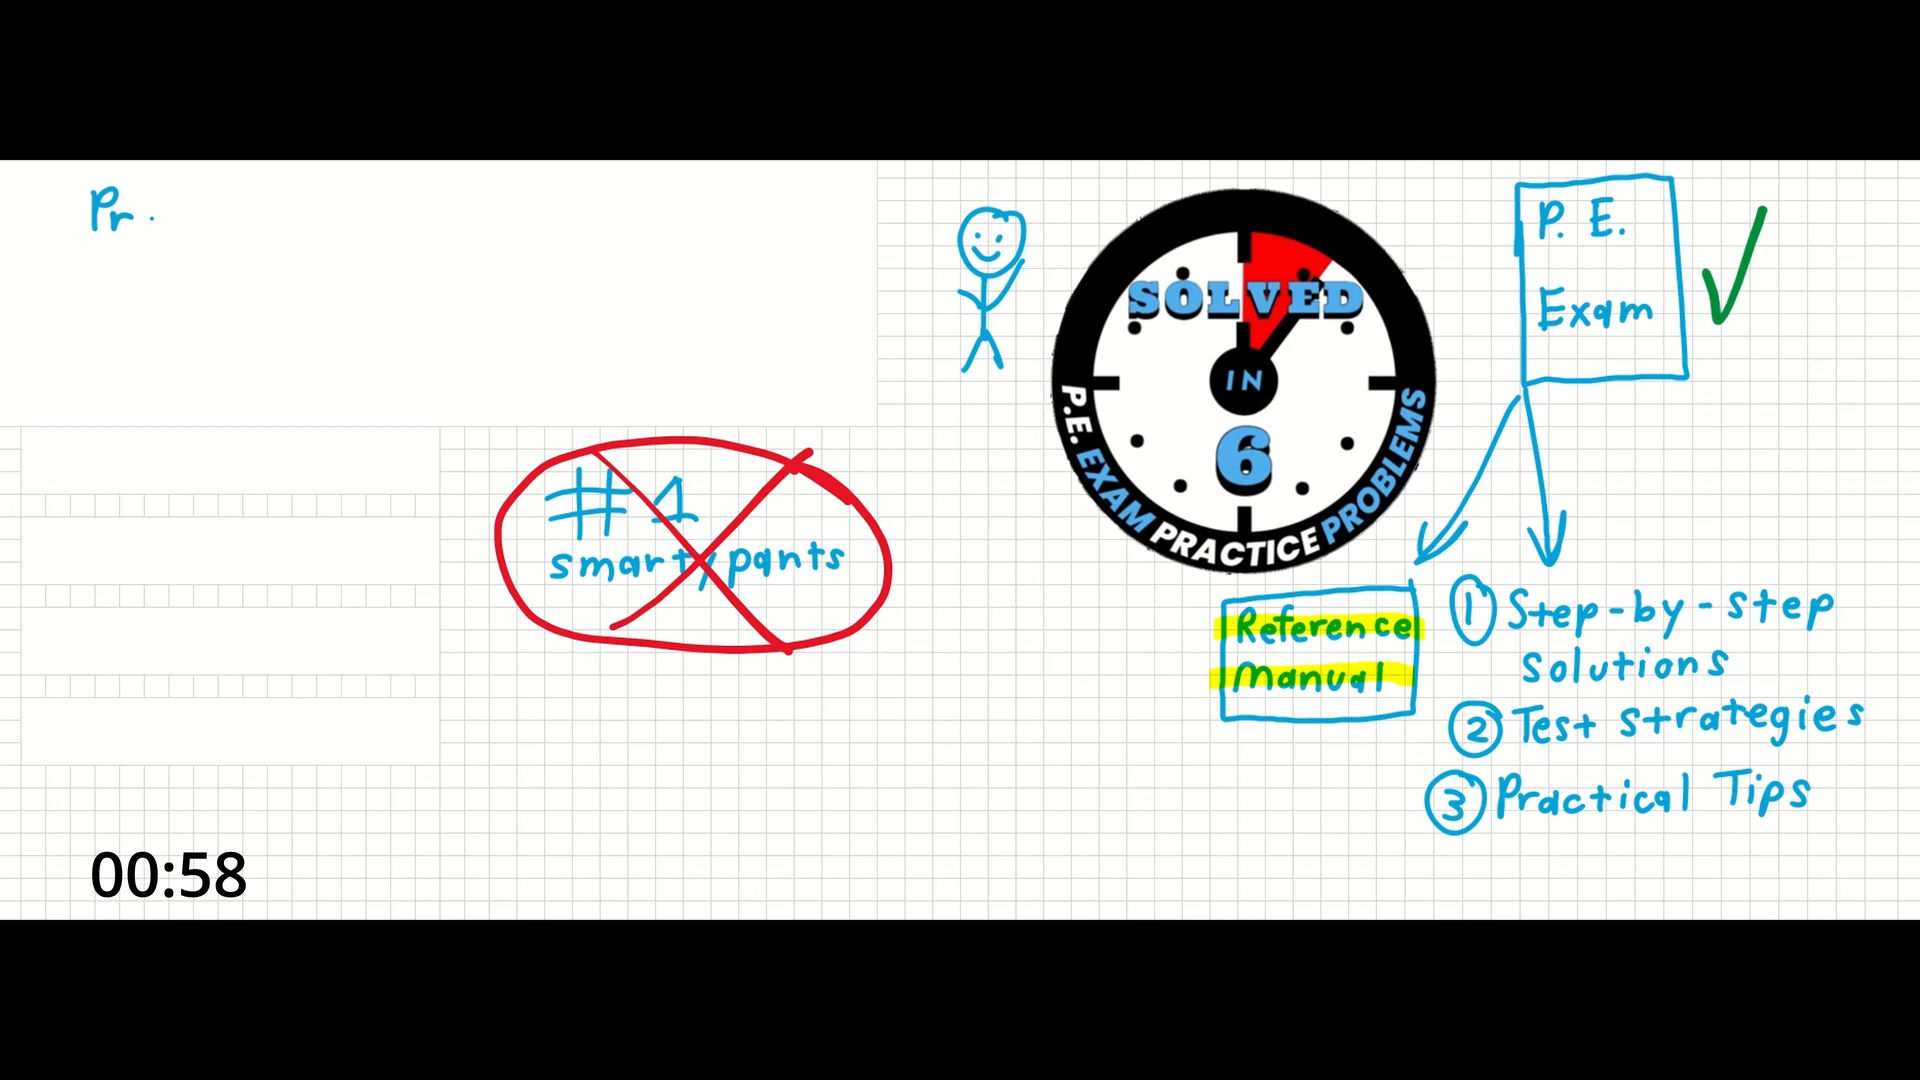 Pr.
# 1
smarty pants
SOLVED
IN
6
P.E. EXAM PRACTICE PROBLEMS
P. E.
Exam
Reference
Manual
1 Step-by-step
Solutions
2 Test Strategies
3 Practical Tips
00:58